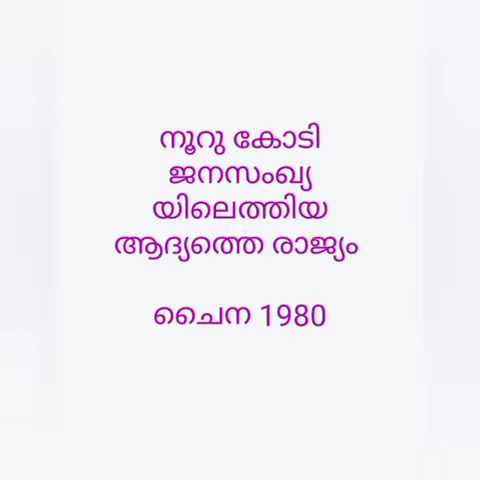 നൂറു കോടി
ജനസംഖ്യ
യിലെത്തിയ
ആദ്യത്തെ രാജ്യം
ചൈന 1980